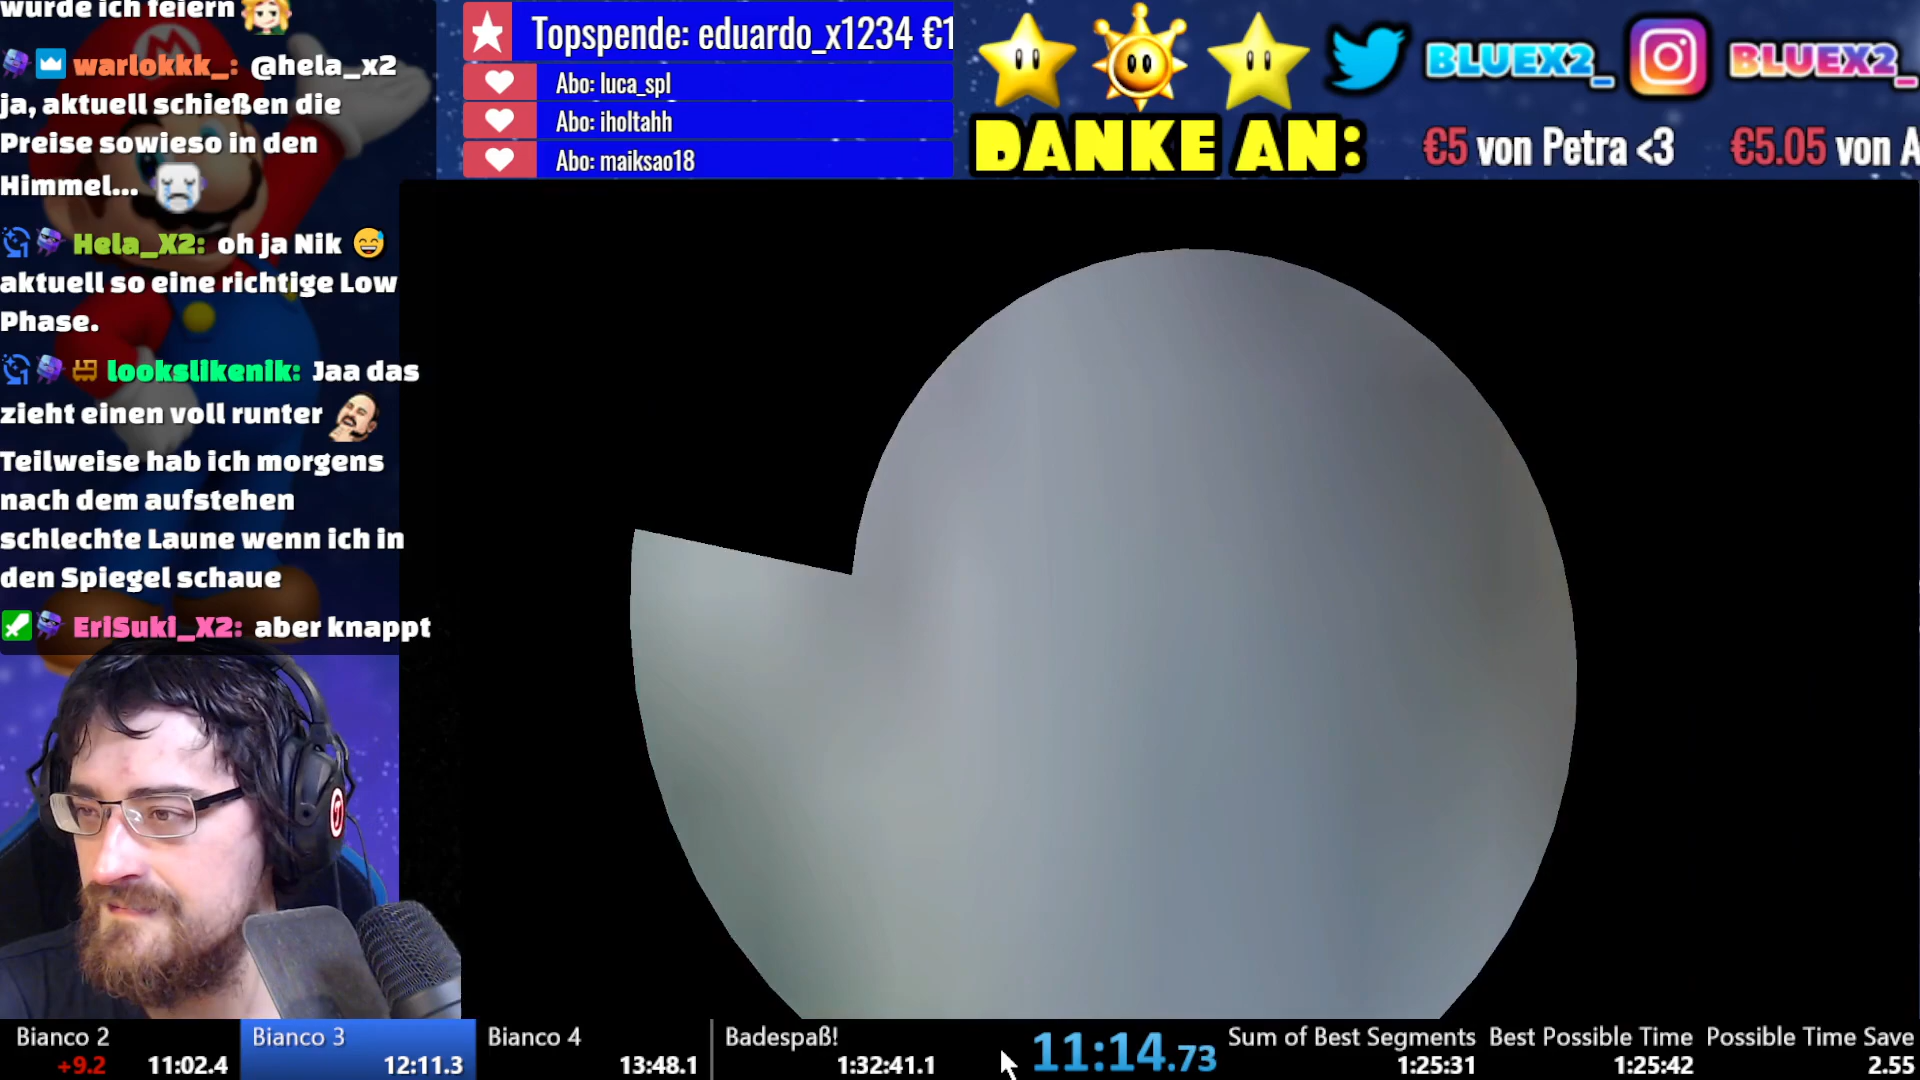 würde ich feiern
warlokkk_: @hela_x2
ja, aktuell schießen die
Preise sowieso in den
Himmel...
Hela_X2: oh ja Nik
aktuell so eine richtige Low
Phase.
lookslikenik: Jaa das
zieht einen voll runter
Teilweise hab ich morgens
nach dem aufstehen
schlechte Laune wenn ich in
den Spiegel schaue
EriSuki_X2: aber knappt
Topspende: eduardo_x1234 €1
Abo: luca_spl
Abo: iholtahh
Abo: maiksao18
BLUEX2_
BLUEX2_
DANKE AN:
€5 von Petra <3
€5.05 von A
Bianco 2
+9.2
11:02.4
Bianco 3
12:11.3
Bianco 4
13:48.1
Badespaß!
1:32:41.1
11:14.73
Sum of Best Segments
1:25:31
Best Possible Time
1:25:42
Possible Time Save
2.55